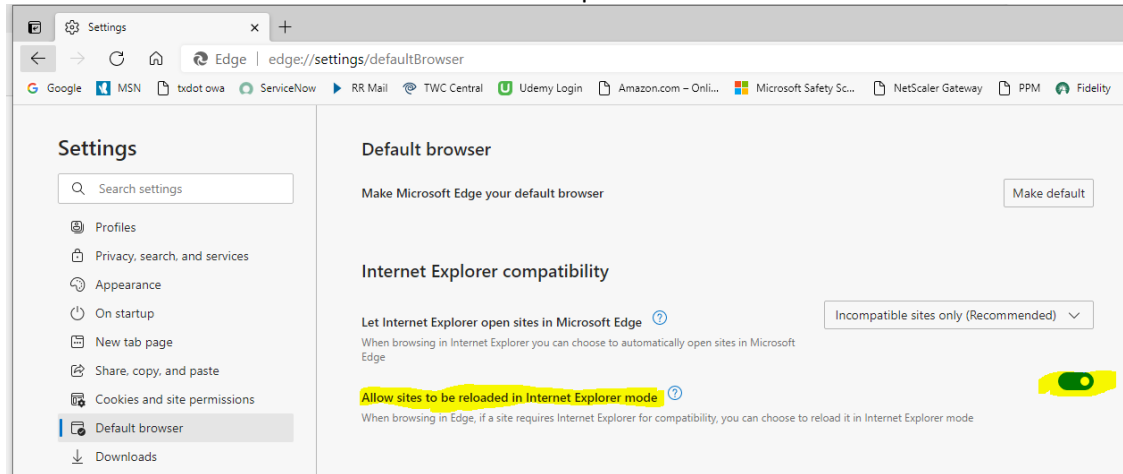 Settings
Edge | edge://settings/defaultBrowser
Google MSN txdot owa ServiceNow RR Mail TWC Central Udemy Login Amazon.com – Onli... Microsoft Safety Sc... NetScaler Gateway PPM Fidelity
Settings
Search settings
Profiles
Privacy, search, and services
Appearance
On startup
New tab page
Share, copy, and paste
Cookies and site permissions
Default browser
Downloads
Default browser
Make Microsoft Edge your default browser
Make default
Internet Explorer compatibility
Let Internet Explorer open sites in Microsoft Edge
Incompatible sites only (Recommended)
When browsing in Internet Explorer you can choose to automatically open sites in Microsoft
Edge
Allow sites to be reloaded in Internet Explorer mode
When browsing in Edge, if a site requires Internet Explorer for compatibility, you can choose to reload it in Internet Explorer mode